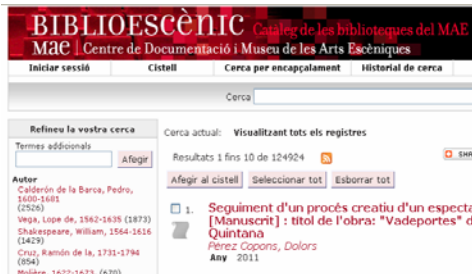 BIBLIOESCÈNIC Catàleg de les biblioteques del MAE
Mae | Centre de Documentació i Museu de les Arts Escèniques
Iniciar sessió Cistell Cerca per encapçalament Historial de cerca
Cerca
Refineu la vostra cerca
Termes addicionals
Afegir
Autor
Calderón de la Barca, Pedro,
1600-1681
(2526)
Vega, Lope de, 1562-1635 (1873)
Shakespeare, William, 1564-1616
(1429)
Cruz, Ramón de la, 1731-1794
(854)
Molière, 1622-1673 (670)
Cerca actual: Visualitzant tots els registres
Resultats 1 fins 10 de 124924
SHA
Afegir al cistell Seleccionar tot Esborrar tot
1. Seguiment d'un procés creatiu d'un especta
[Manuscrit] : títol de l'obra: "Vadeportes" d
Quintana
Pérez Copons, Dolors
Any 2011